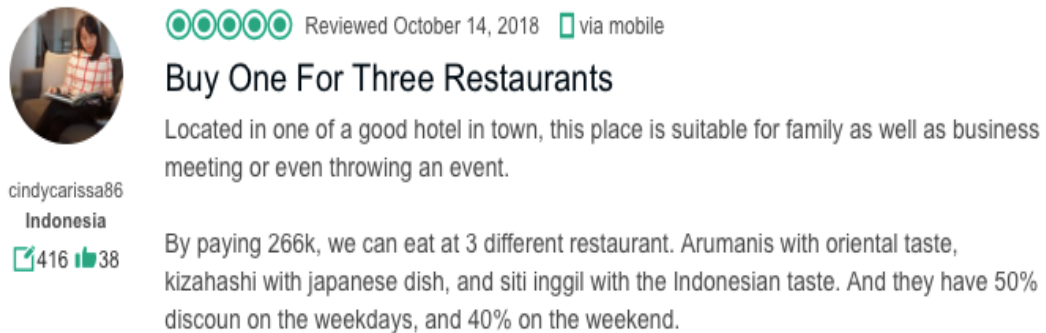 Reviewed October 14, 2018 via mobile
Buy One For Three Restaurants
Located in one of a good hotel in town, this place is suitable for family as well as business
meeting or even throwing an event.
cindycarissa86
Indonesia
416 38
By paying 266k, we can eat at 3 different restaurant. Arumanis with oriental taste,
kizahashi with japanese dish, and siti inggil with the Indonesian taste. And they have 50%
discoun on the weekdays, and 40% on the weekend.